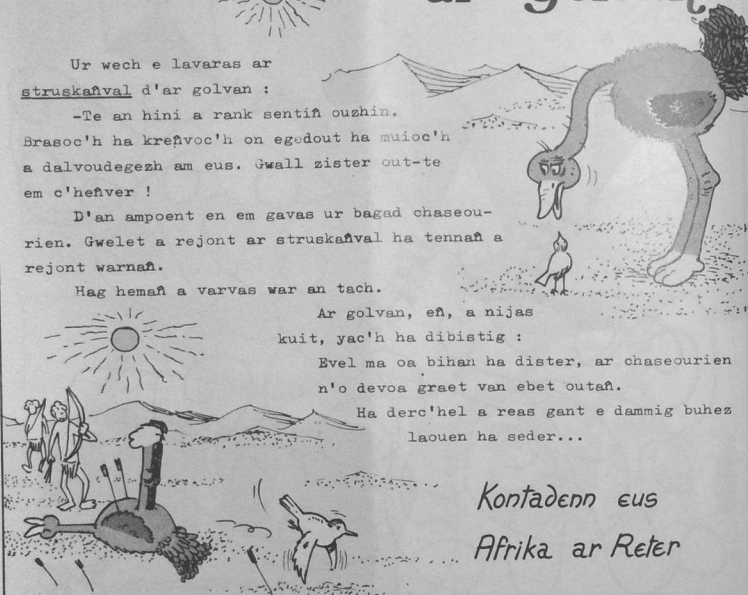 ar golvan
Ur wech e lavaras ar
struskañval d'ar golvan :
-Te an hini a rank sentiñ ouzhin.
Brasoc'h ha kreñvoc'h on egedout ha muioc'h
a dalvoudegezh am eus. Gwall zister out-te
em c'heñver !
D'an ampoent en em gavas ur bagad chaseou-
rien. Gwelet a rejont ar struskañval ha tennañ a
rejont warnañ.
Hag hemañ a varvas war an tach.
Ar golvan, eñ, a nijas
kuit, yac'h ha dibistig :
Evel ma oa bihan ha dister, ar chaseourien
n'o devoa graet van ebet outañ.
Ha derc'hel a reas gant e dammig buhez
laouen ha seder...
Kontadenn eus
Afrika ar Reter